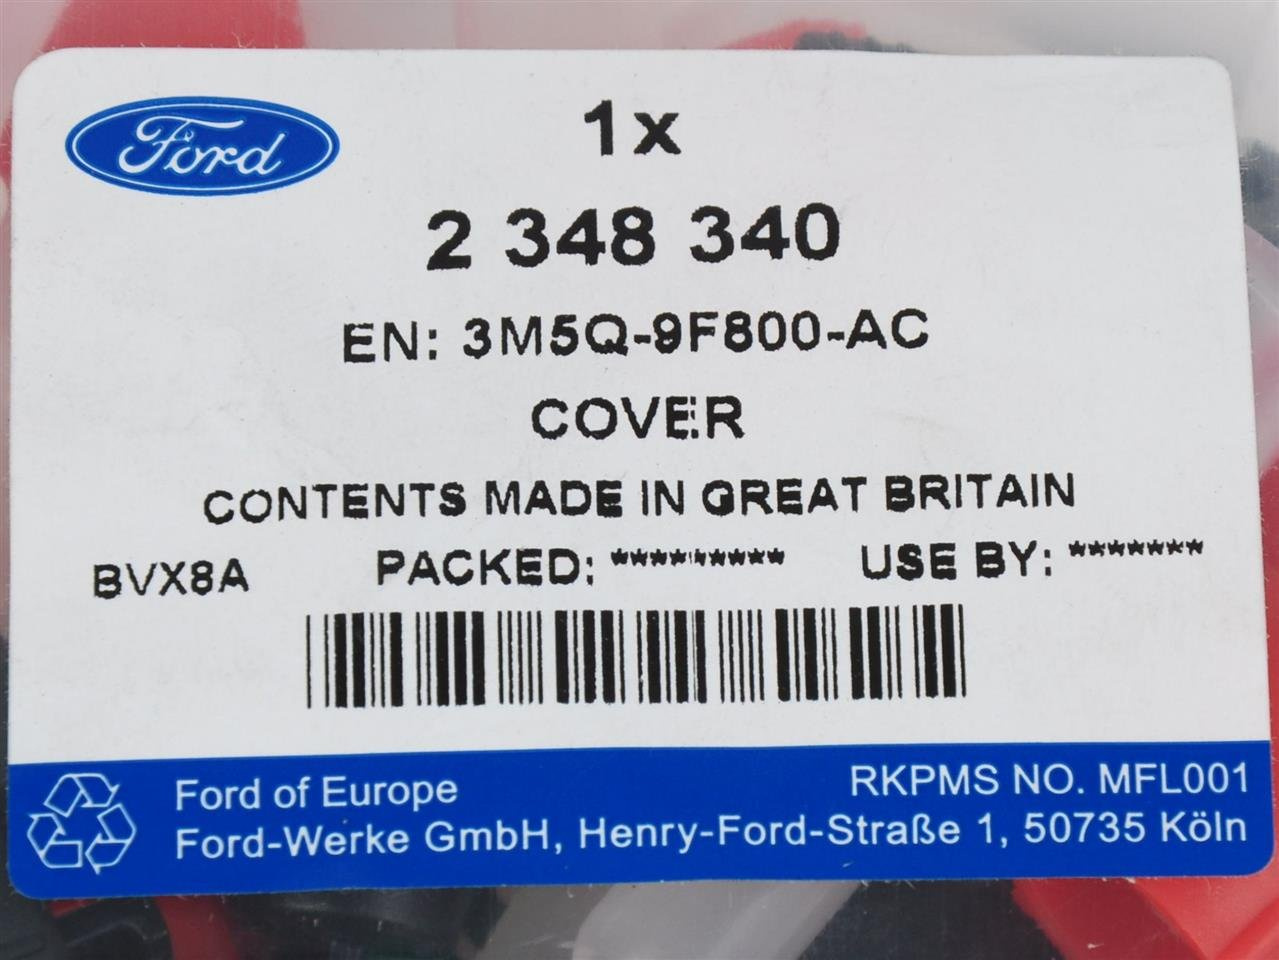 Ford
1x
2 348 340
EN: 3M5Q-9F800-AC
COVER
CONTENTS MADE IN GREAT BRITAIN
BVX8A PACKED: ********* USE BY: *******
Ford of Europe RKPMS NO. MFL001
Ford-Werke GmbH, Henry-Ford-Straße 1, 50735 Köln